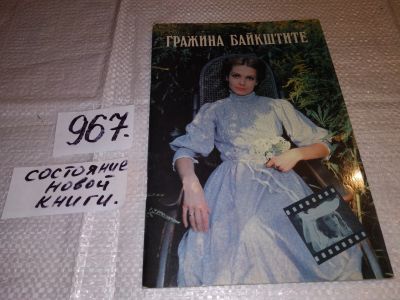 ГРАЖИНА БАЙКШТИТЕ
967.
СОСТОЯНИЕ
НОВОЙ
КНИГИ.